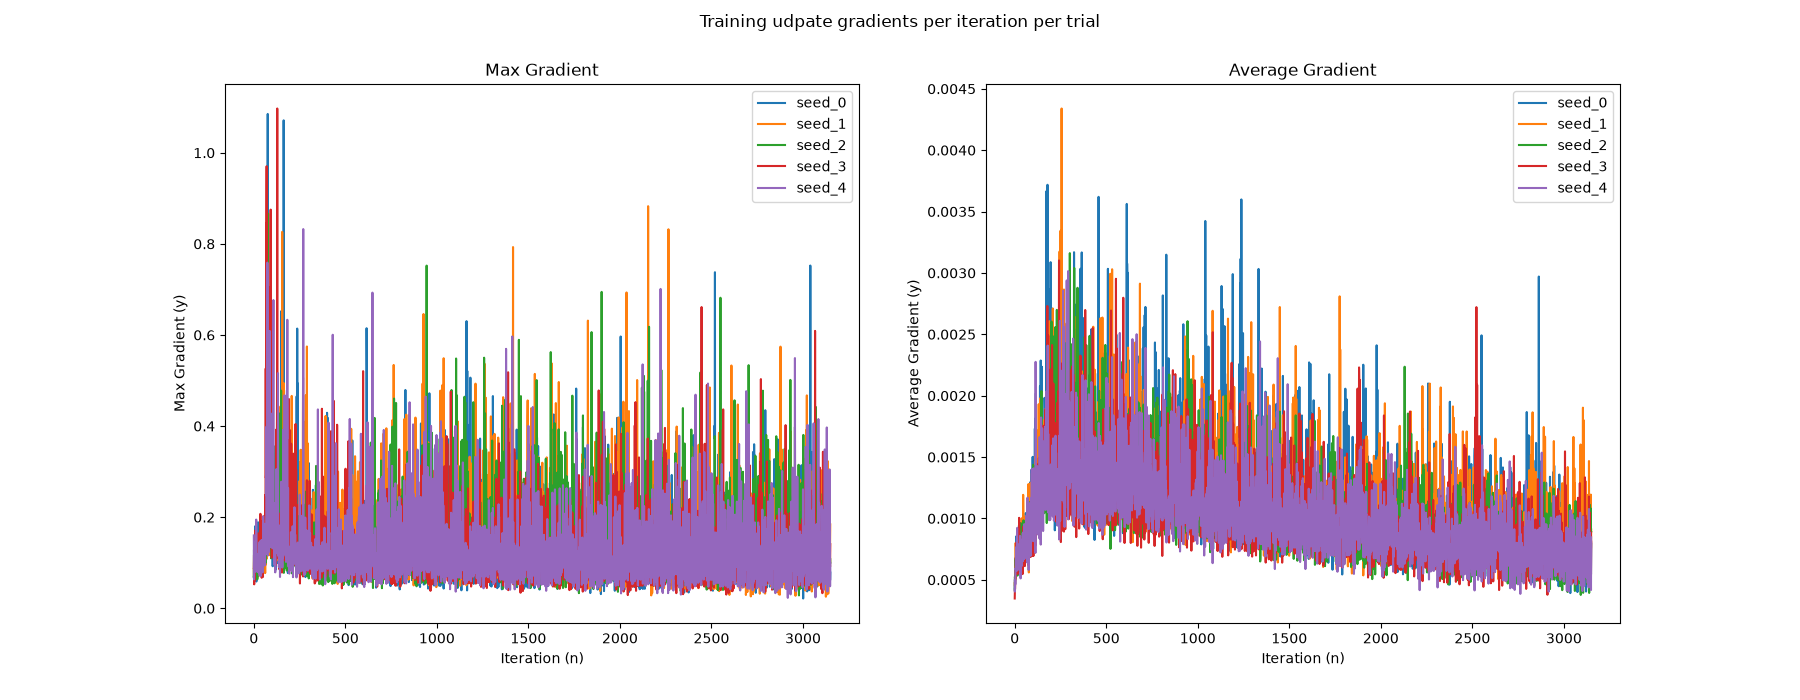 Training udpate gradients per iteration per trial
Max Gradient
Max Gradient (y)
1.0
0.8
0.6
0.4
0.2
0.0
0 500 1000 1500 2000 2500 3000
Iteration (n)
seed_0
seed_1
seed_2
seed_3
seed_4
Average Gradient
Average Gradient (y)
0.0045
0.0040
0.0035
0.0030
0.0025
0.0020
0.0015
0.0010
0.0005
0 500 1000 1500 2000 2500 3000
Iteration (n)
seed_0
seed_1
seed_2
seed_3
seed_4